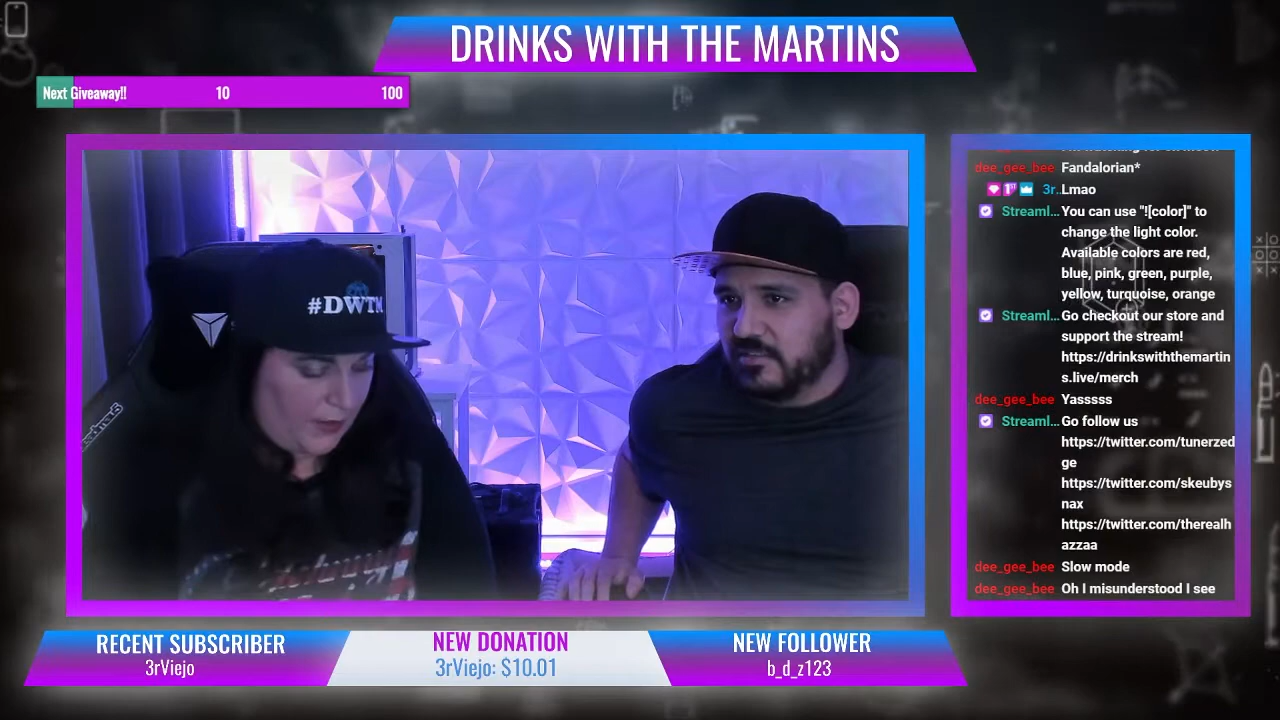 DRINKS WITH THE MARTINS
Next Giveaway!! 10 100
#DWTM
dee_gee_bee Fandalorian*
1ST 3r.. Lmao
Streaml... You can use "![color]" to
change the light color.
Available colors are red,
blue, pink, green, purple,
yellow, turquoise, orange
Streaml... Go checkout our store and
support the stream!
https://drinkswiththemartin
s.live/merch
dee_gee_bee Yasssss
Streaml... Go follow us
https://twitter.com/tunerzed
ge
https://twitter.com/skeubys
nax
https://twitter.com/therealh
azzaa
dee_gee_bee Slow mode
dee_gee_bee Oh I misunderstood I see
RECENT SUBSCRIBER
3rViejo
NEW DONATION
3rViejo: $10.01
NEW FOLLOWER
b_d_z123